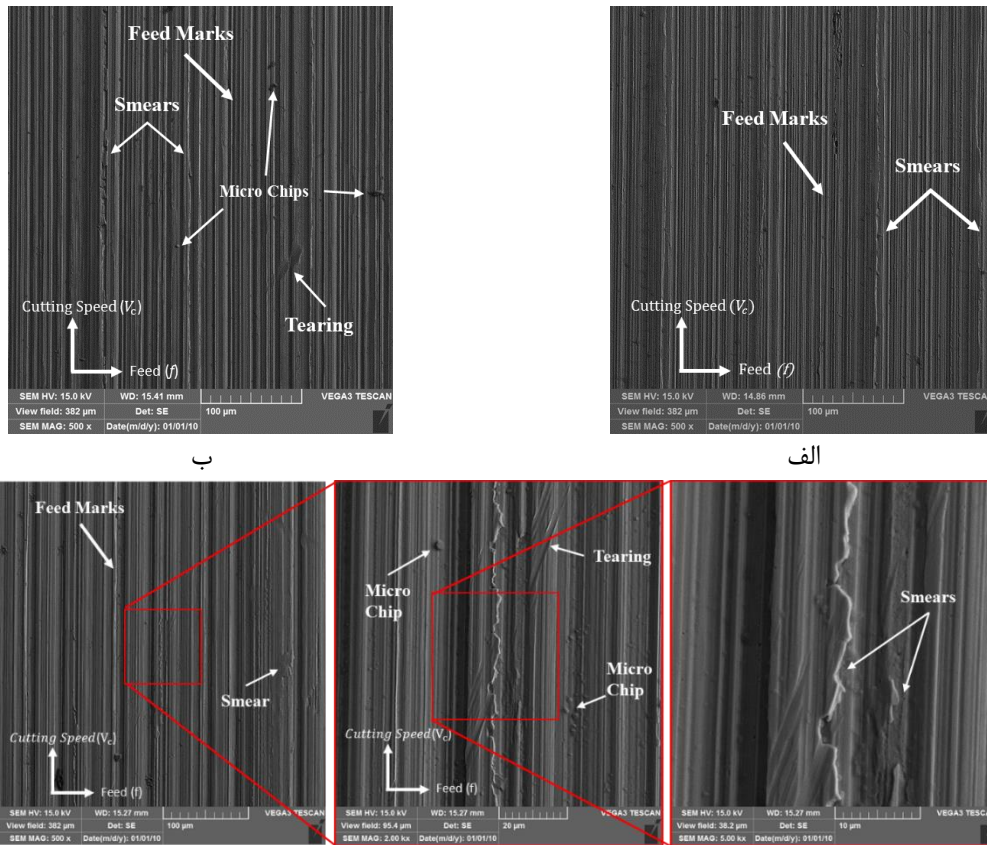 Feed Marks
Smears
Micro Chips
Tearing
Cutting Speed (Vc)
Feed (f)
SEM HV: 15.0 kV WD: 15.41 mm VEGA3 TESCAN
View field: 382 µm Det: SE 100 µm
SEM MAG: 500 x Date(m/d/y): 01/01/10
ب
Feed Marks
Smears
Cutting Speed (Vc)
Feed (f)
SEM HV: 15.0 kV WD: 14.86 mm VEGA3 TESCAN
View field: 382 µm Det: SE 100 µm
SEM MAG: 500 x Date(m/d/y): 01/01/10
الف
Feed Marks
Smear
Cutting Speed(Vc)
Feed (f)
SEM HV: 15.0 kV WD: 15.27 mm VEGA3 TESCAN
View field: 382 µm Det: SE 100 µm
SEM MAG: 500 x Date(m/d/y): 01/01/10
Tearing
Micro
Chip
Micro
Chip
Cutting Speed(Vc)
Feed (f)
SEM HV: 15.0 kV WD: 15.27 mm VEGA3 TESCAN
View field: 95.4 µm Det: SE 20 µm
SEM MAG: 2.00 kx Date(m/d/y): 01/01/10
Smears
SEM HV: 15.0 kV WD: 15.27 mm VEGA3 TESCAN
View field: 38.2 µm Det: SE 10 µm
SEM MAG: 5.00 kx Date(m/d/y): 01/01/10